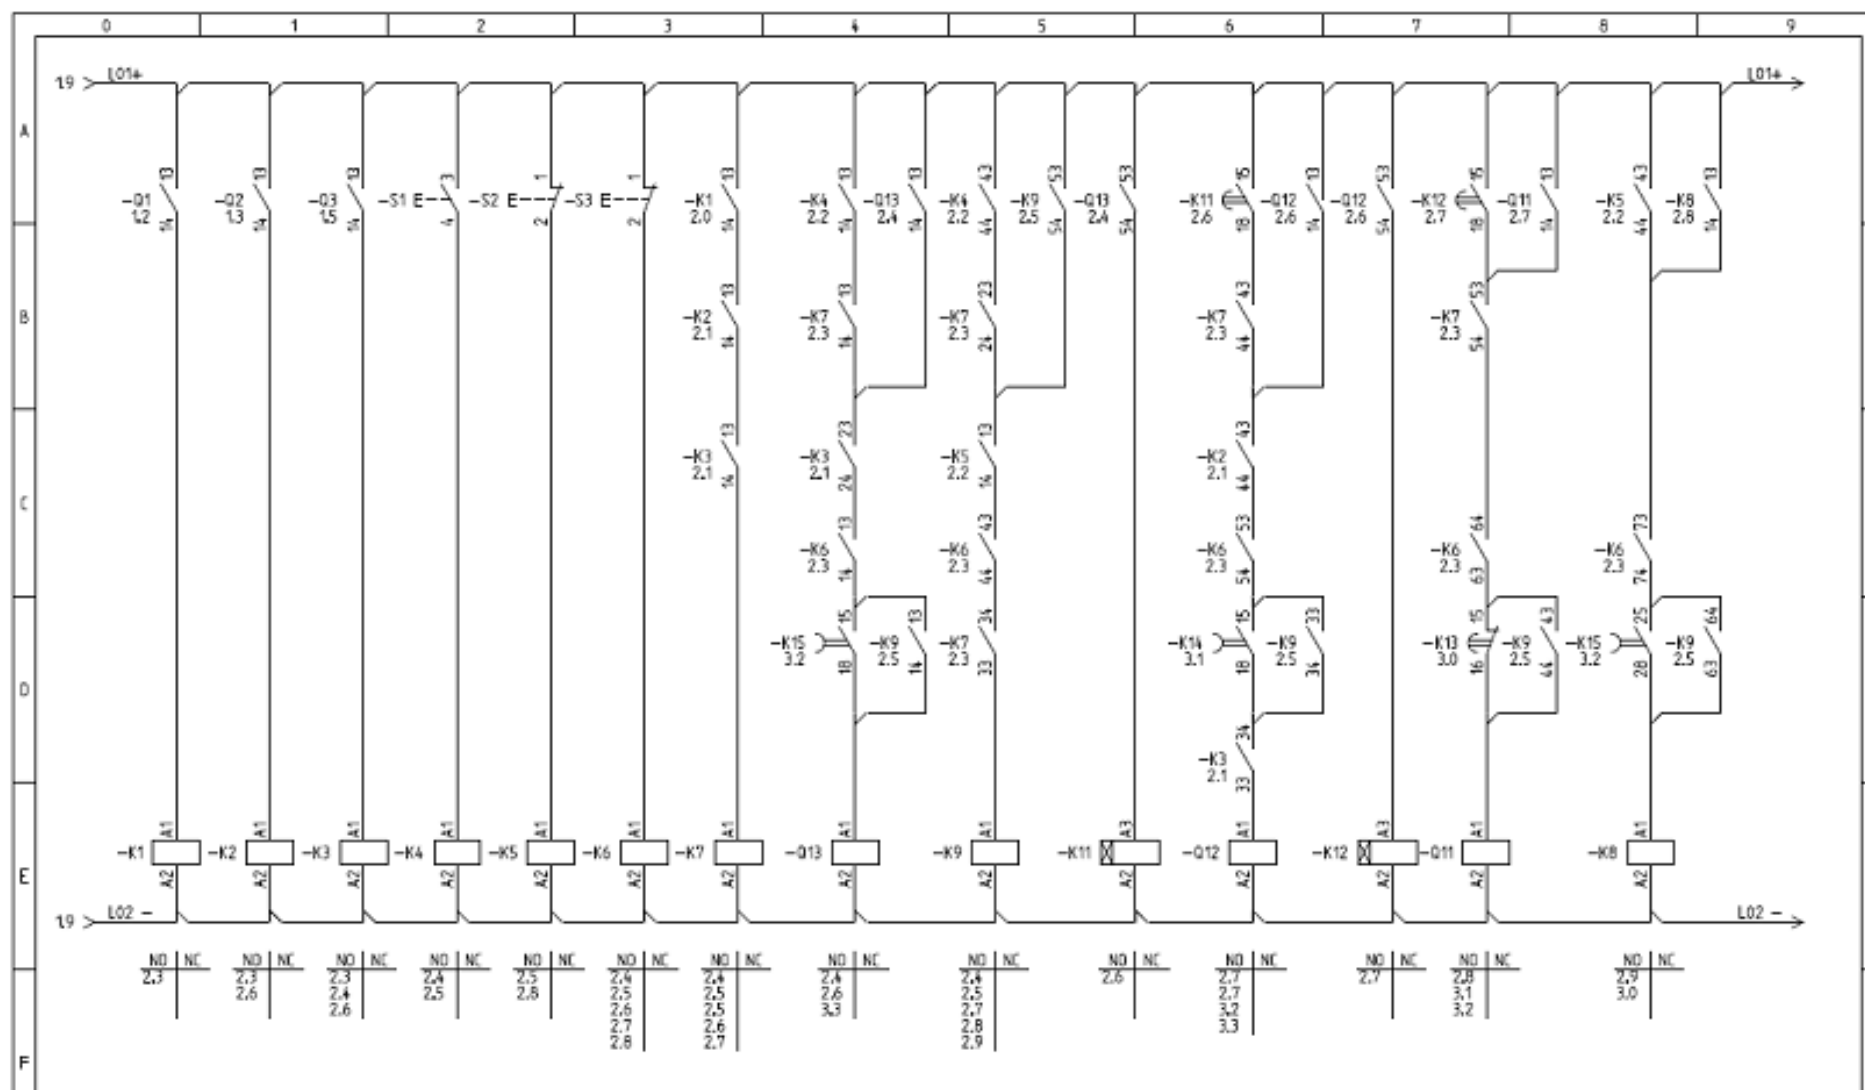 0 1 2 3 4 5 6 7 8 9
1.9 L01+ L01+
A
13 13 13 3 1 1 13 13 13 43 53 53 15 13 53 15 13 43 13
-Q1 -Q2 -Q3 -S1 E -S2 E -S3 E -K1 -K4 -Q13 -K4 -K9 -Q13 -K11 -Q12 -Q12 -K12 -Q11 -K5 -K8
1.2 1.3 1.5 2.0 2.2 2.4 2.2 2.5 2.4 2.6 2.6 2.6 2.7 2.7 2.2 2.8
14 14 14 4 2 2 14 14 14 44 54 54 18 14 54 18 14 44 14
13 13 23 43 53
B -K2 -K7 -K7 -K7 -K7
2.1 2.3 2.3 2.3 2.3
14 14 24 44 54
13 23 13 43
-K3 -K3 -K5 -K2
2.1 2.1 2.2 2.1
14 24 14 44
C
13 43 53 64 73
-K6 -K6 -K6 -K6 -K6
2.3 2.3 2.3 2.3 2.3
14 44 54 63 74
15 13 34 15 33 15 43 25 64
-K15 -K9 -K7 -K14 -K9 -K13 -K9 -K15 -K9
3.2 2.5 2.3 3.1 2.5 3.0 2.5 3.2 2.5
18 14 33 18 34 16 44 28 63
D
34
-K3
2.1
33
A1 A1 A1 A1 A1 A1 A1 A1 A1 A3 A1 A3 A1 A1
-K1 -K2 -K3 -K4 -K5 -K6 -K7 -Q13 -K9 -K11 -Q12 -K12 -Q11 -K8
E
A2 A2 A2 A2 A2 A2 A2 A2 A2 A2 A2 A2 A2 A2
1.9 L02 - L02 -
NO NC NO NC NO NC NO NC NO NC NO NC NO NC NO NC NO NC NO NC NO NC NO NC NO NC NO NC
2.3 2.3 2.3 2.4 2.5 2.4 2.4 2.4 2.4 2.6 2.7 2.7 2.8 2.9
2.6 2.4 2.5 2.8 2.5 2.5 2.6 2.5 2.7 3.1 3.0
2.6 2.6 2.5 3.3 2.7 3.2 3.2
2.7 2.6 2.8 3.3
2.8 2.7 2.9
F